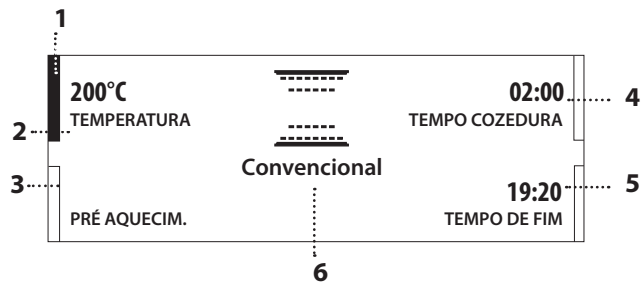 1
200°C
02:00
4
TEMPERATURA
TEMPO COZEDURA
2
Convencional
3
19:20
5
PRÉ AQUECIM.
TEMPO DE FIM
6